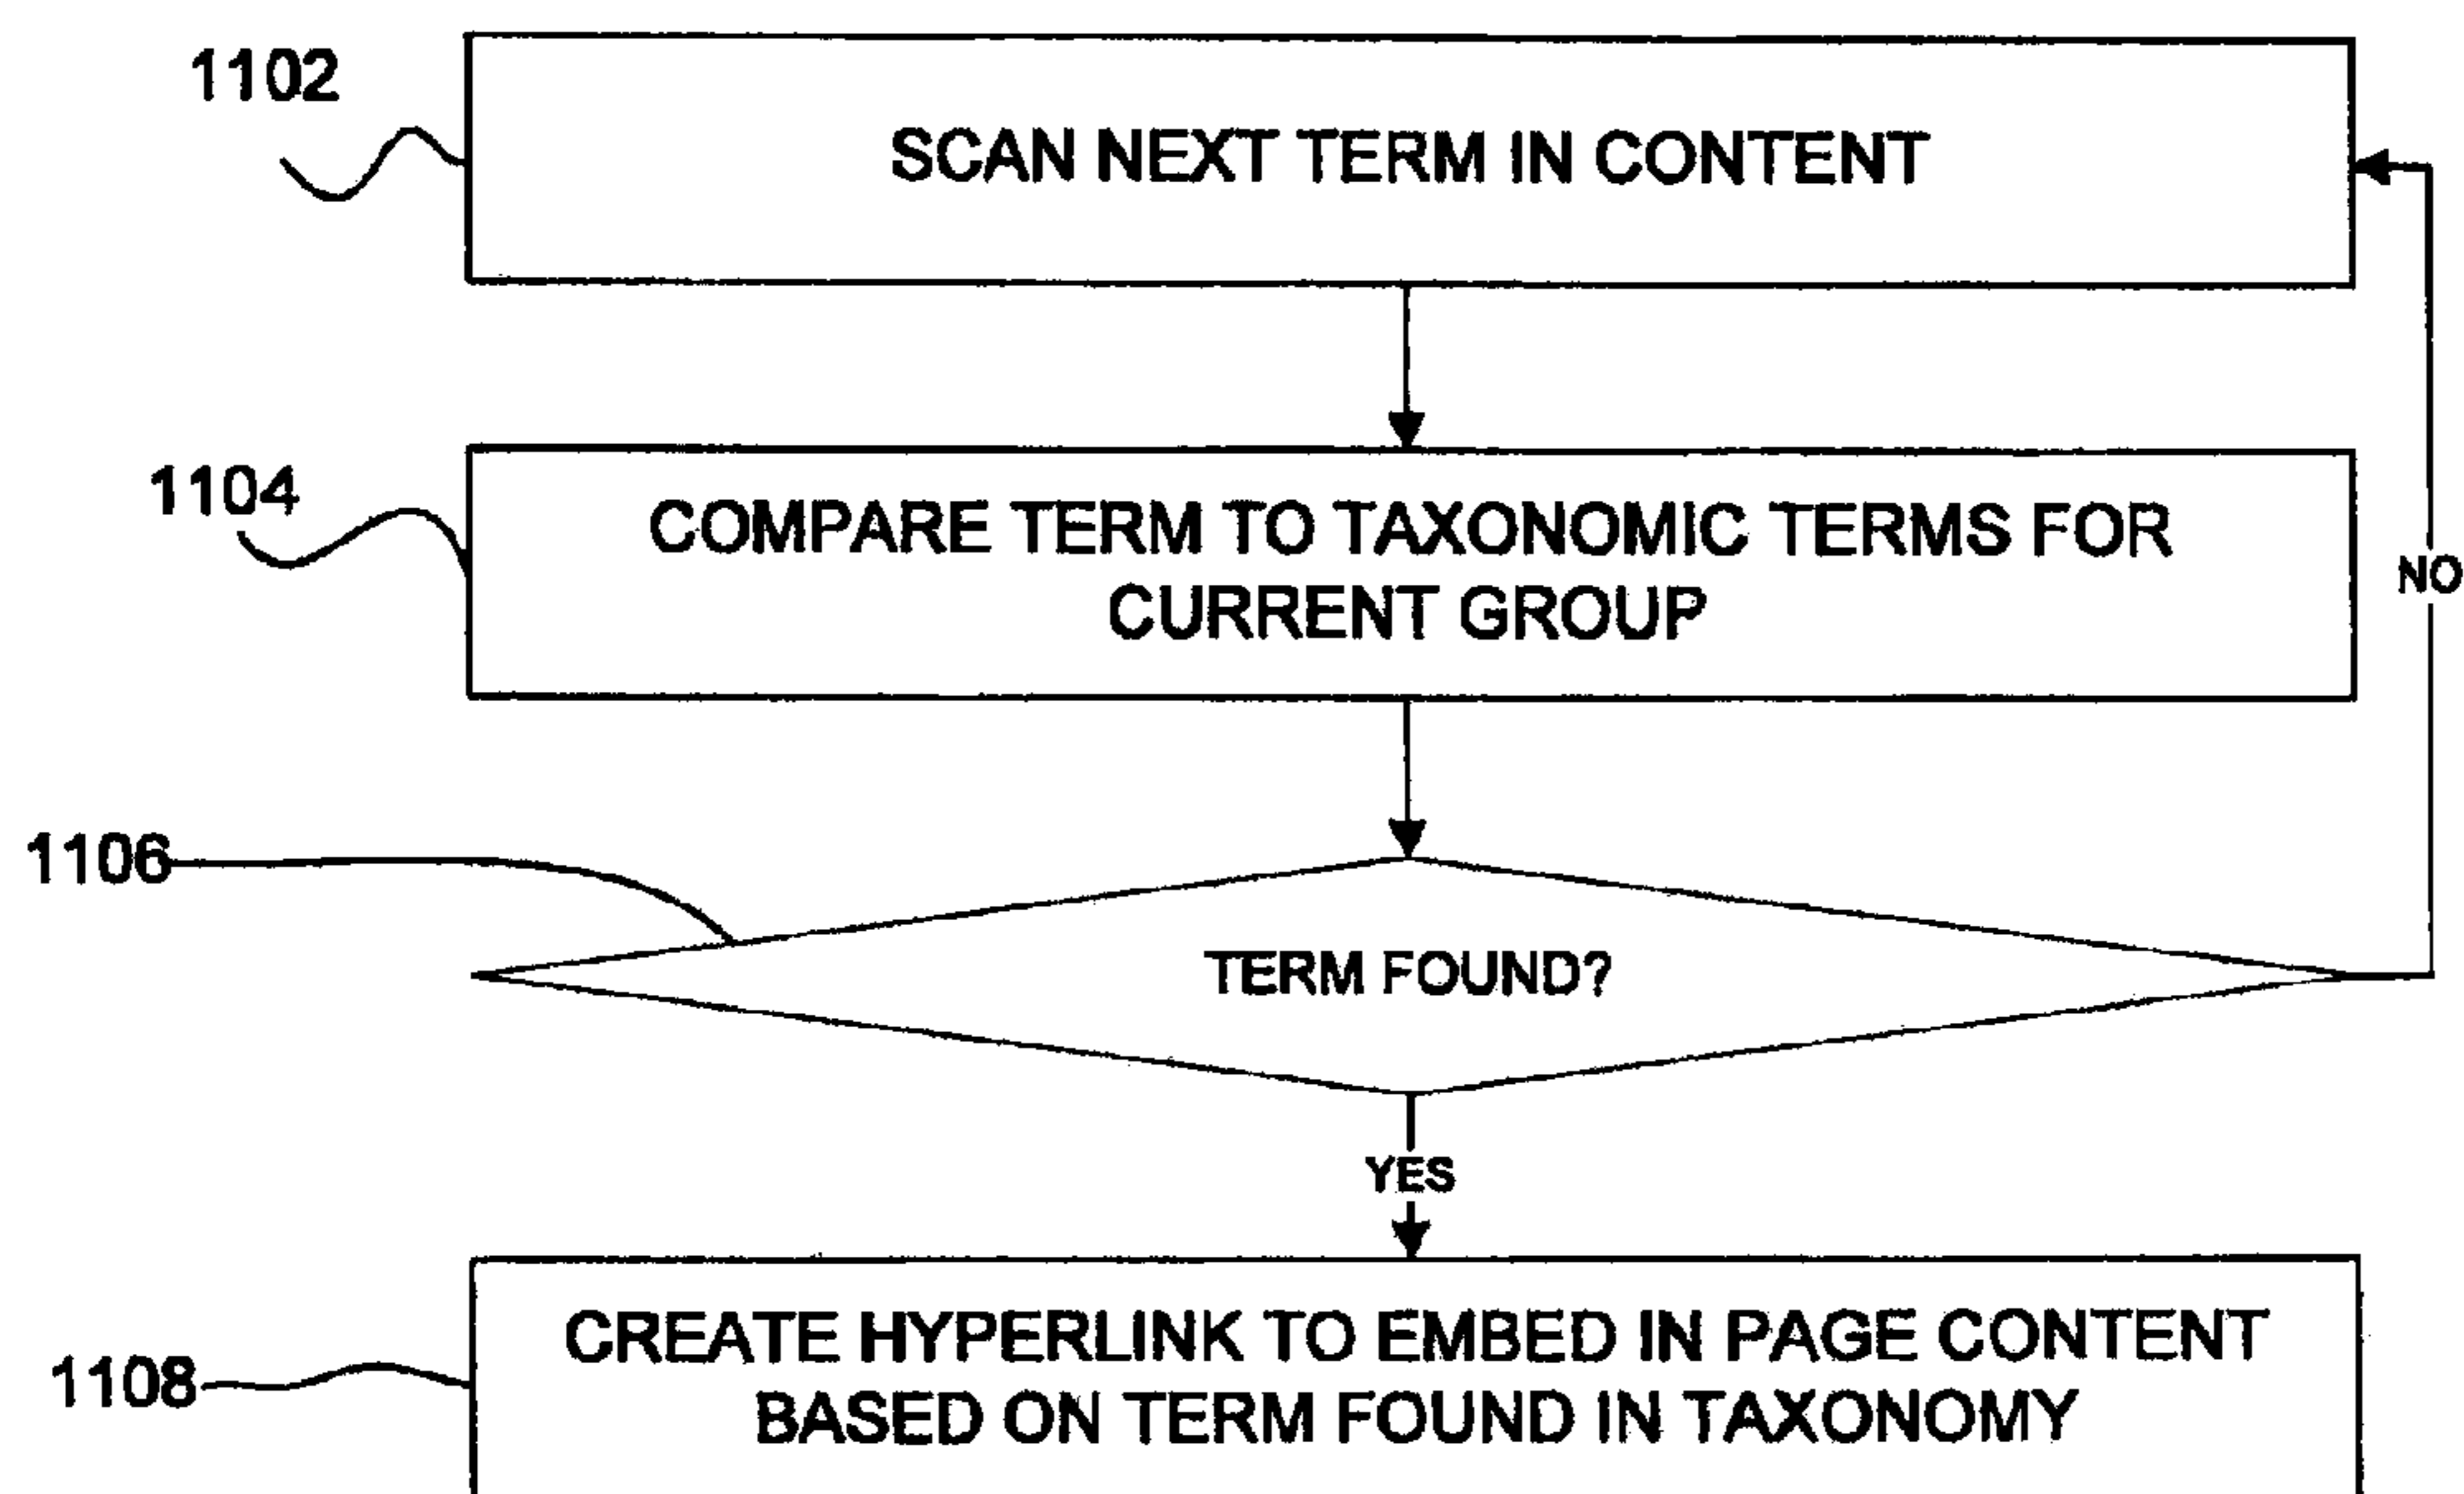 1102
SCAN NEXT TERM IN CONTENT
1104
COMPARE TERM TO TAXONOMIC TERMS FOR
CURRENT GROUP
NO
1106
TERM FOUND?
YES
1108
CREATE HYPERLINK TO EMBED IN PAGE CONTENT
BASED ON TERM FOUND IN TAXONOMY